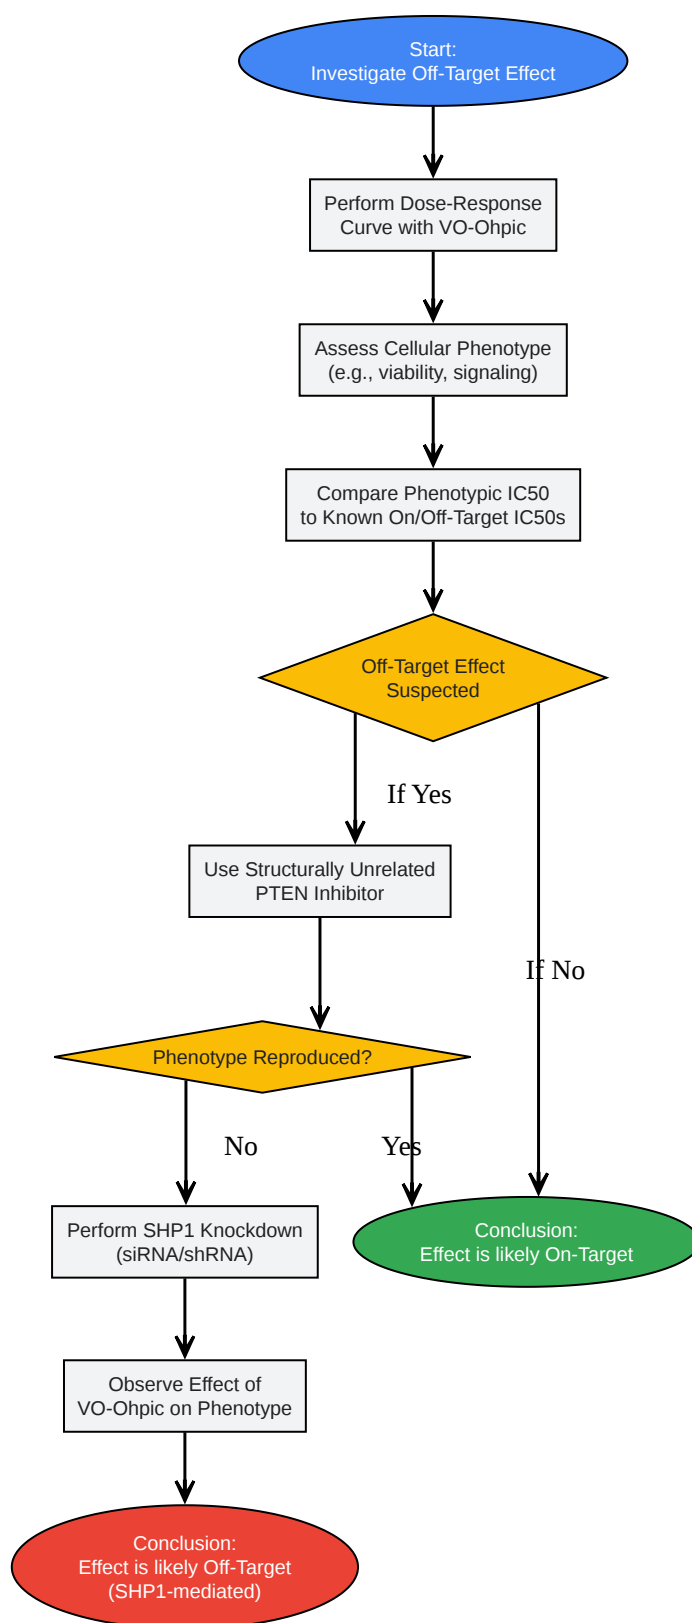 Start:
Investigate Off-Target Effect
Perform Dose-Response
Curve with VO-Ohpic
Assess Cellular Phenotype
(e.g., viability, signaling)
Compare Phenotypic IC50
to Known On/Off-Target IC50s
Off-Target Effect
Suspected
If Yes
Use Structurally Unrelated
PTEN Inhibitor
If No
Phenotype Reproduced?
No
Yes
Perform SHP1 Knockdown
(siRNA/shRNA)
Conclusion:
Effect is likely On-Target
Observe Effect of
VO-Ohpic on Phenotype
Conclusion:
Effect is likely Off-Target
(SHP1-mediated)